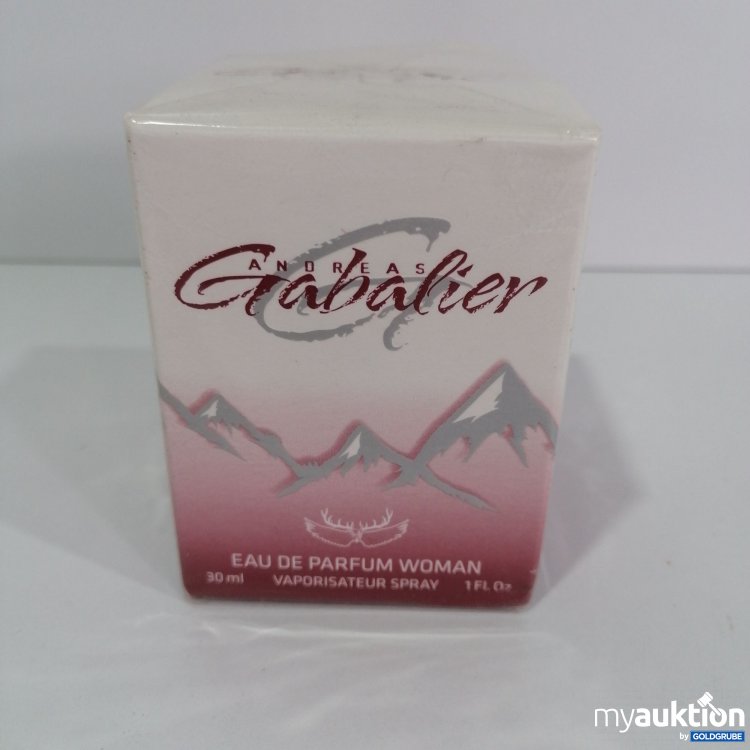 ANDREAS
Gabalier
EAU DE PARFUM WOMAN
30 ml VAPORISATEUR SPRAY 1 FL Oz
myauktion
by GOLDGRUBE